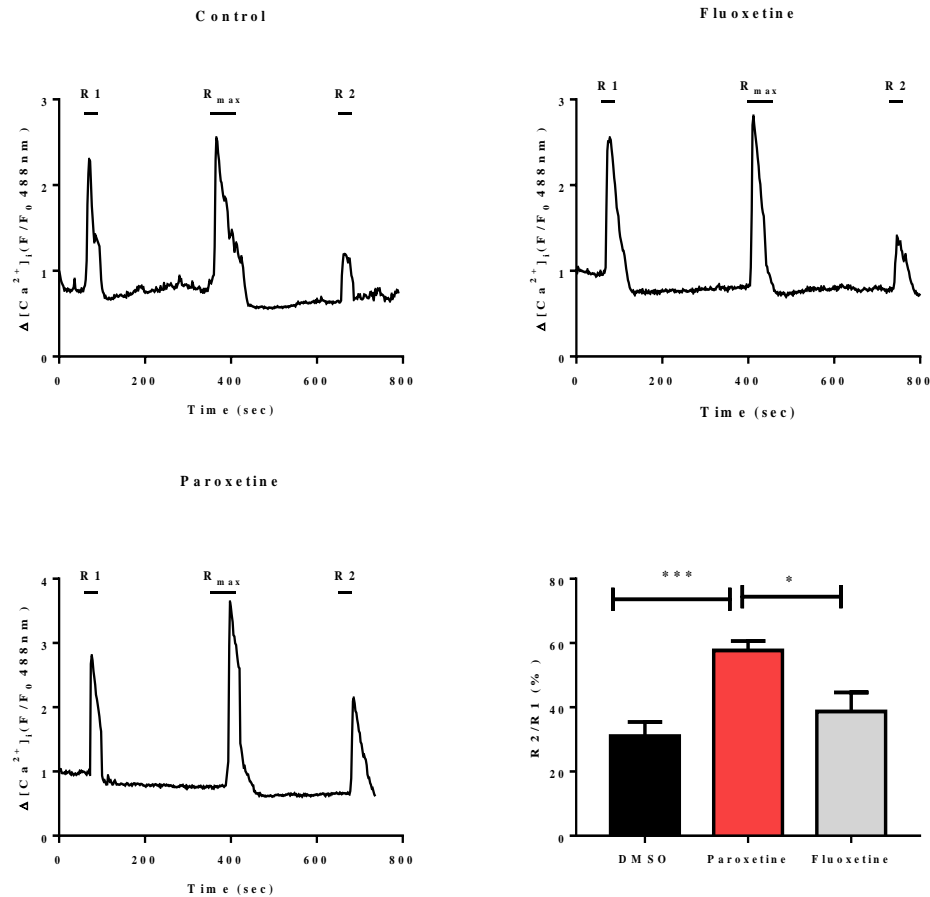 Control
R1 Rmax R2
3
2
1
0
Δ[Ca2+]i(F/F0 488nm)
0 200 400 600 800
Time (sec)
Fluoxetine
R1 Rmax R2
3
2
1
0
Δ[Ca2+]i(F/F0 488nm)
0 200 400 600 800
Time (sec)
Paroxetine
R1 Rmax R2
4
3
2
1
0
Δ[Ca2+]i(F/F0 488nm)
0 200 400 600 800
Time (sec)
*** *
80
60
40
20
0
R2/R1 (%)
DMSO Paroxetine Fluoxetine